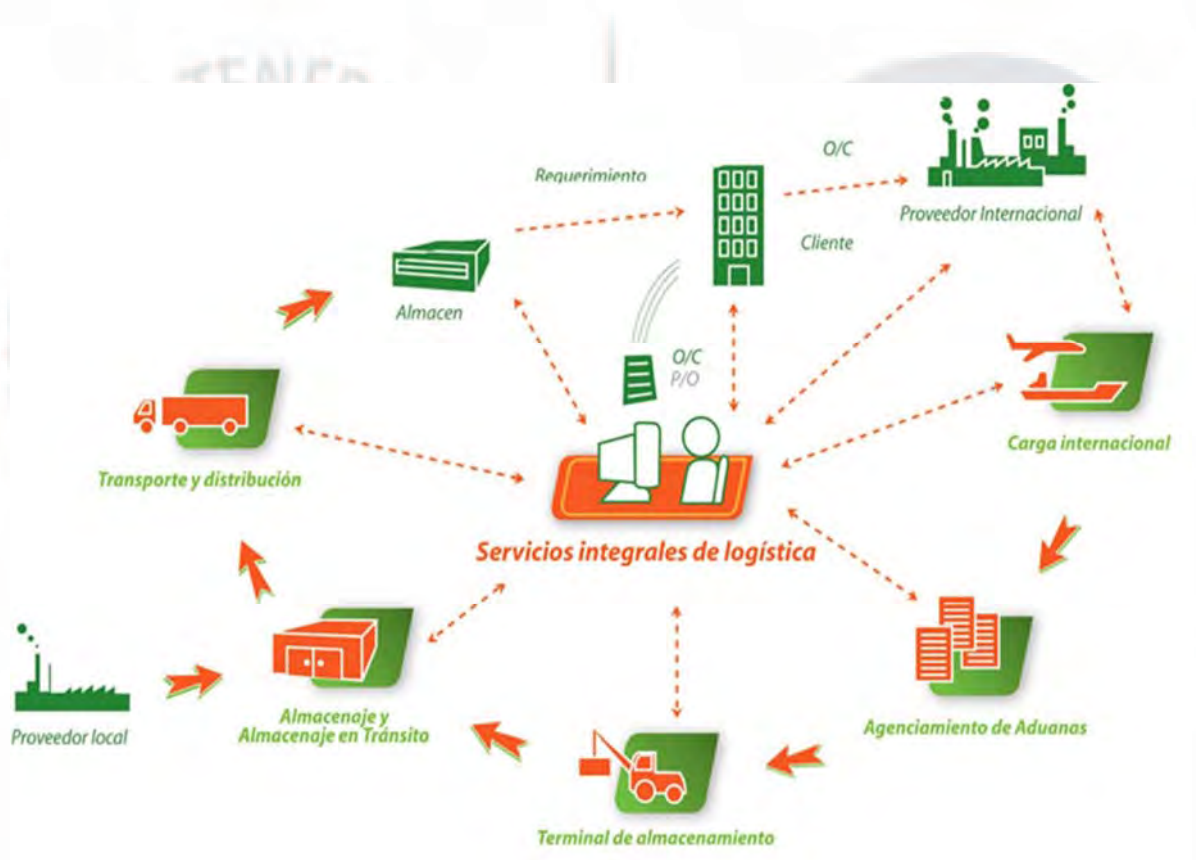 O/C
Requerimiento
Proveedor Internacional
Cliente
Almacen
O/C
P/O
Carga internacional
Transporte y distribución
Servicios integrales de logística
Almacenaje y
Almacenaje en Tránsito
Agenciamiento de Aduanas
Proveedor local
Terminal de almacenamiento